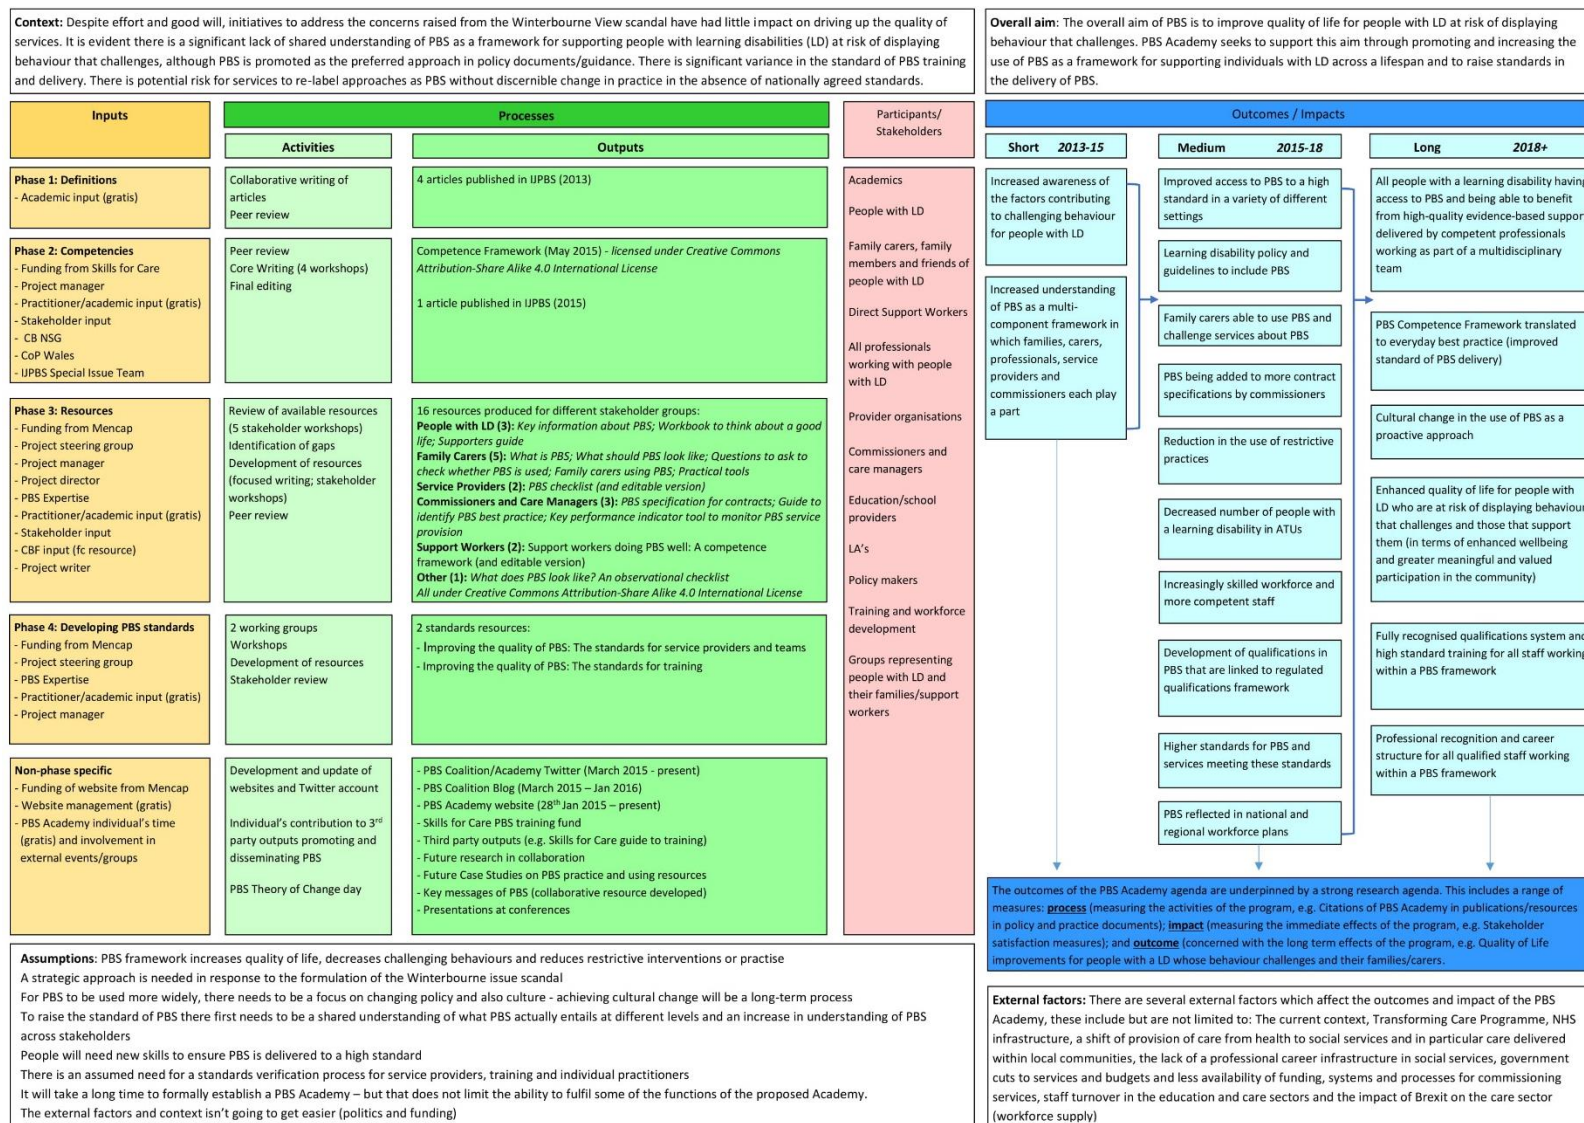 Context: Despite effort and good will, initiatives to address the concerns raised from the Winterbourne View scandal have had little impact on driving up the quality of
services. It is evident there is a significant lack of shared understanding of PBS as a framework for supporting people with learning disabilities (LD) at risk of displaying
behaviour that challenges, although PBS is promoted as the preferred approach in policy documents/guidance. There is significant variance in the standard of PBS training
and delivery. There is potential risk for services to re-label approaches as PBS without discernible change in practice in the absence of nationally agreed standards.
Overall aim: The overall aim of PBS is to improve quality of life for people with LD at risk of displaying
behaviour that challenges. PBS Academy seeks to support this aim through promoting and increasing the
use of PBS as a framework for supporting individuals with LD across a lifespan and to raise standards in
the delivery of PBS.
Inputs
Processes
Activities
Outputs
Participants/
Stakeholders
Outcomes / Impacts
Short 2013-15
Medium 2015-18
Long 2018+
Phase 1: Definitions
- Academic input (gratis)
Collaborative writing of
articles
Peer review
4 articles published in IJPBS (2013)
Phase 2: Competencies
- Funding from Skills for Care
- Project manager
- Practitioner/academic input (gratis)
- Stakeholder input
- CB NSG
- CoP Wales
- IJPBS Special Issue Team
Peer review
Core Writing (4 workshops)
Final editing
Competence Framework (May 2015) - licensed under Creative Commons
Attribution-Share Alike 4.0 International License
1 article published in IJPBS (2015)
Phase 3: Resources
- Funding from Mencap
- Project steering group
- Project manager
- Project director
- PBS Expertise
- Practitioner/academic input (gratis)
- Stakeholder input
- CBF input (fc resource)
- Project writer
Review of available resources
(5 stakeholder workshops)
Identification of gaps
Development of resources
(focused writing; stakeholder
workshops)
Peer review
16 resources produced for different stakeholder groups:
People with LD (3): Key information about PBS; Workbook to think about a good
life; Supporters guide
Family Carers (5): What is PBS; What should PBS look like; Questions to ask to
check whether PBS is used; Family carers using PBS; Practical tools
Service Providers (2): PBS checklist (and editable version)
Commissioners and Care Managers (3): PBS specification for contracts; Guide to
identify PBS best practice; Key performance indicator tool to monitor PBS service
provision
Support Workers (2): Support workers doing PBS well: A competence
framework (and editable version)
Other (1): What does PBS look like? An observational checklist
All under Creative Commons Attribution-Share Alike 4.0 International License
Phase 4: Developing PBS standards
- Funding from Mencap
- Project steering group
- PBS Expertise
- Practitioner/academic input (gratis)
- Project manager
2 working groups
Workshops
Development of resources
Stakeholder review
2 standards resources:
- Improving the quality of PBS: The standards for service providers and teams
- Improving the quality of PBS: The standards for training
Non-phase specific
- Funding of website from Mencap
- Website management (gratis)
- PBS Academy individual's time
(gratis) and involvement in
external events/groups
Development and update of
websites and Twitter account
Individual's contribution to 3rd
party outputs promoting and
disseminating PBS
PBS Theory of Change day
- PBS Coalition/Academy Twitter (March 2015 - present)
- PBS Coalition Blog (March 2015 – Jan 2016)
- PBS Academy website (28th Jan 2015 – present)
- Skills for Care PBS training fund
- Third party outputs (e.g. Skills for Care guide to training)
- Future research in collaboration
- Future Case Studies on PBS practice and using resources
- Key messages of PBS (collaborative resource developed)
- Presentations at conferences
Academics
People with LD
Family carers, family
members and friends of
people with LD
Direct Support Workers
All professionals
working with people
with LD
Provider organisations
Commissioners and
care managers
Education/school
providers
LA's
Policy makers
Training and workforce
development
Groups representing
people with LD and
their families/support
workers
Increased awareness of
the factors contributing
to challenging behaviour
for people with LD
Increased understanding
of PBS as a multi-
component framework in
which families, carers,
professionals, service
providers and
commissioners each play
a part
Improved access to PBS to a high
standard in a variety of different
settings
Learning disability policy and
guidelines to include PBS
Family carers able to use PBS and
challenge services about PBS
PBS being added to more contract
specifications by commissioners
Reduction in the use of restrictive
practices
Decreased number of people with
a learning disability in ATUs
Increasingly skilled workforce and
more competent staff
Development of qualifications in
PBS that are linked to regulated
qualifications framework
Higher standards for PBS and
services meeting these standards
PBS reflected in national and
regional workforce plans
All people with a learning disability having
access to PBS and being able to benefit
from high-quality evidence-based support
delivered by competent professionals
working as part of a multidisciplinary
team
PBS Competence Framework translated
to everyday best practice (improved
standard of PBS delivery)
Cultural change in the use of PBS as a
proactive approach
Enhanced quality of life for people with
LD who are at risk of displaying behaviour
that challenges and those that support
them (in terms of enhanced wellbeing
and greater meaningful and valued
participation in the community)
Fully recognised qualifications system and
high standard training for all staff working
within a PBS framework
Professional recognition and career
structure for all qualified staff working
within a PBS framework
The outcomes of the PBS Academy agenda are underpinned by a strong research agenda. This includes a range of
measures: process (measuring the activities of the program, e.g. Citations of PBS Academy in publications/resources
in policy and practice documents); impact (measuring the immediate effects of the program, e.g. Stakeholder
satisfaction measures); and outcome (concerned with the long term effects of the program, e.g. Quality of Life
improvements for people with a LD whose behaviour challenges and their families/carers.
Assumptions: PBS framework increases quality of life, decreases challenging behaviours and reduces restrictive interventions or practise
A strategic approach is needed in response to the formulation of the Winterbourne issue scandal
For PBS to be used more widely, there needs to be a focus on changing policy and also culture - achieving cultural change will be a long-term process
To raise the standard of PBS there first needs to be a shared understanding of what PBS actually entails at different levels and an increase in understanding of PBS
across stakeholders
People will need new skills to ensure PBS is delivered to a high standard
There is an assumed need for a standards verification process for service providers, training and individual practitioners
It will take a long time to formally establish a PBS Academy – but that does not limit the ability to fulfil some of the functions of the proposed Academy.
The external factors and context isn't going to get easier (politics and funding)
External factors: There are several external factors which affect the outcomes and impact of the PBS
Academy, these include but are not limited to: The current context, Transforming Care Programme, NHS
infrastructure, a shift of provision of care from health to social services and in particular care delivered
within local communities, the lack of a professional career infrastructure in social services, government
cuts to services and budgets and less availability of funding, systems and processes for commissioning
services, staff turnover in the education and care sectors and the impact of Brexit on the care sector
(workforce supply)